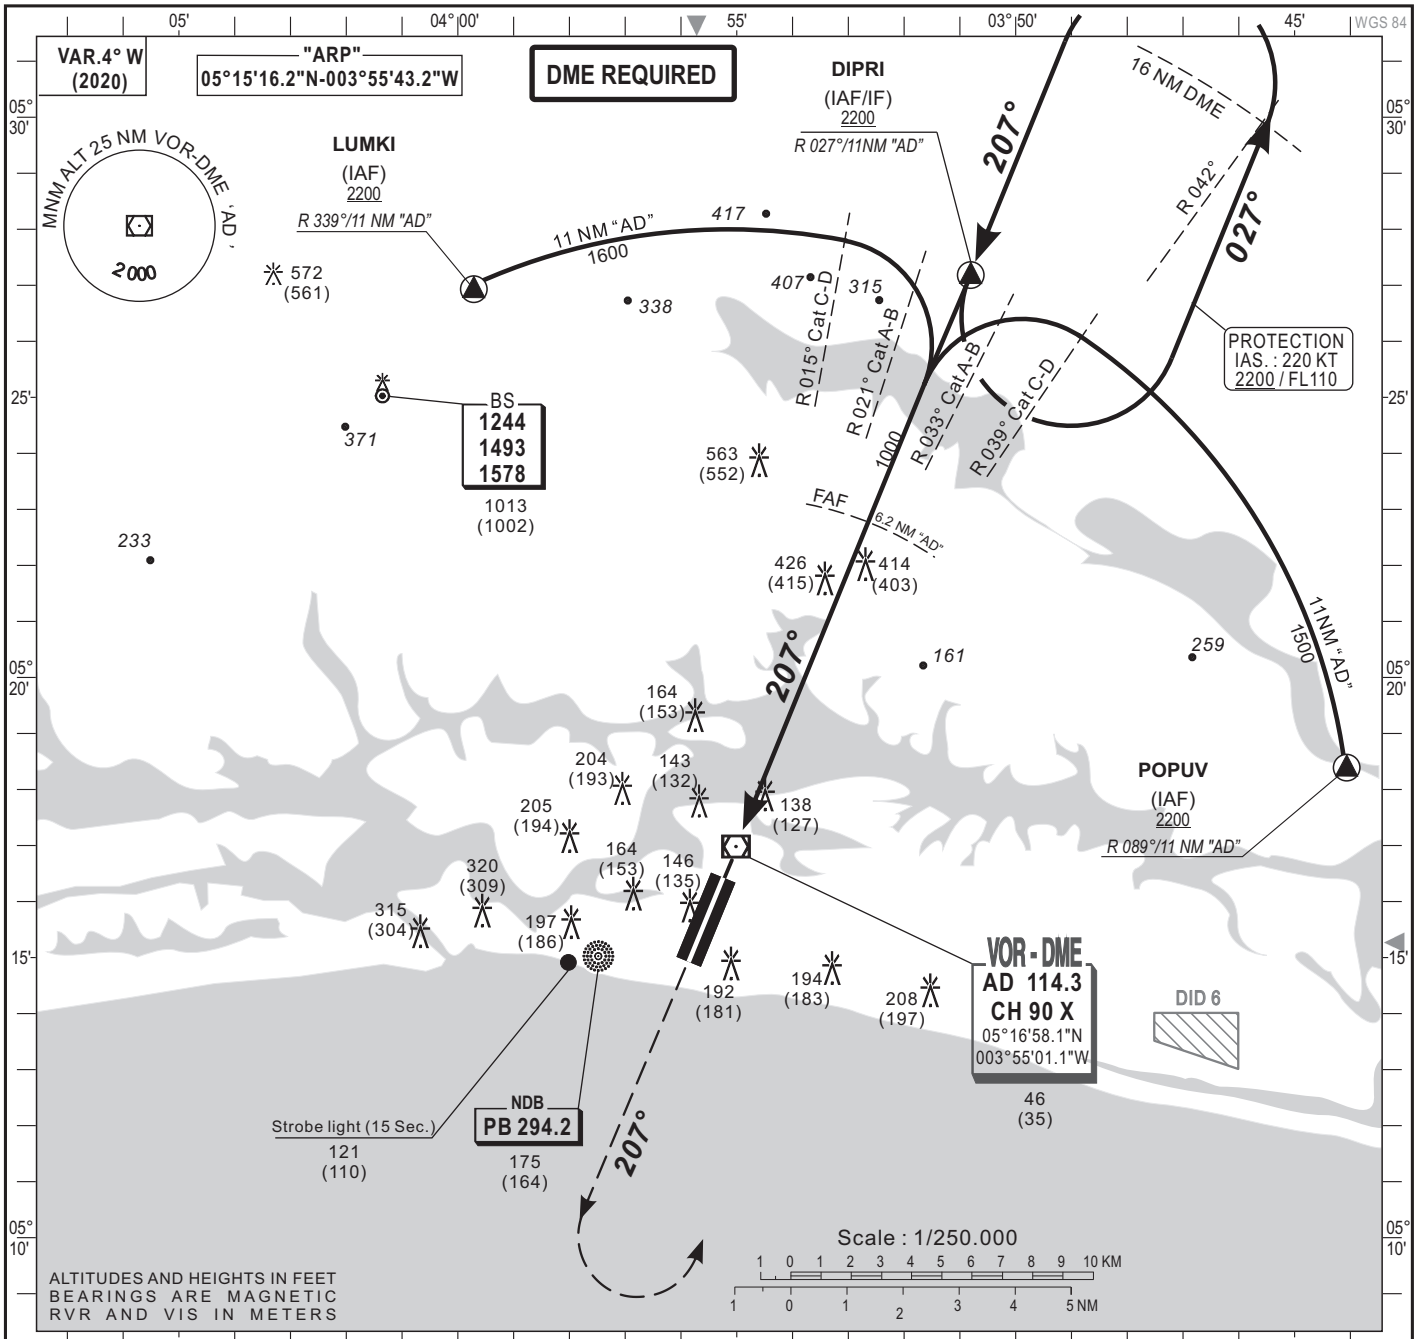 05'
04°00'
55'
03°50'
45'
WGS 84
VAR.4° W
(2020)
"ARP"
05°15'16.2"N-003°55'43.2"W
DME REQUIRED
DIPRI
(IAF/IF)
2200
R 027°/11NM "AD"
207°
16 NM DME
R 042°
027°
05°
30'
05°
30'
MNM ALT 25 NM VOR-DME 'AD'
2000
LUMKI
(IAF)
2200
R 339°/11 NM "AD"
572
(561)
11 NM "AD"
1600
417
407
315
338
R 015° Cat C-D
R 021° Cat A-B
R 033° Cat A-B
R 039° Cat C-D
1000
PROTECTION
IAS. : 220 KT
2200 / FL110
25'
25'
BS
1244
1493
1578
1013
(1002)
371
563
(552)
FAF
6.2 NM "AD"
233
426
(415)
414
(403)
207°
161
259
11NM "AD"
1500
05°
20'
05°
20'
164
(153)
204
(193)
143
(132)
138
(127)
POPUV
(IAF)
2200
R 089°/11 NM "AD"
205
(194)
164
(153)
146
(135)
320
(309)
315
(304)
197
(186)
192
(181)
194
(183)
208
(197)
15'
15'
VOR - DME
AD 114.3
CH 90 X
05°16'58.1"N
003°55'01.1"W
46
(35)
DID 6
Strobe light (15 Sec.)
121
(110)
NDB
PB 294.2
175
(164)
207°
05°
10'
05°
10'
Scale : 1/250.000
1 0 1 2 3 4 5 6 7 8 9 10 KM
1 0 1 2 3 4 5 NM
ALTITUDES AND HEIGHTS IN FEET
BEARINGS ARE MAGNETIC
RVR AND VIS IN METERS